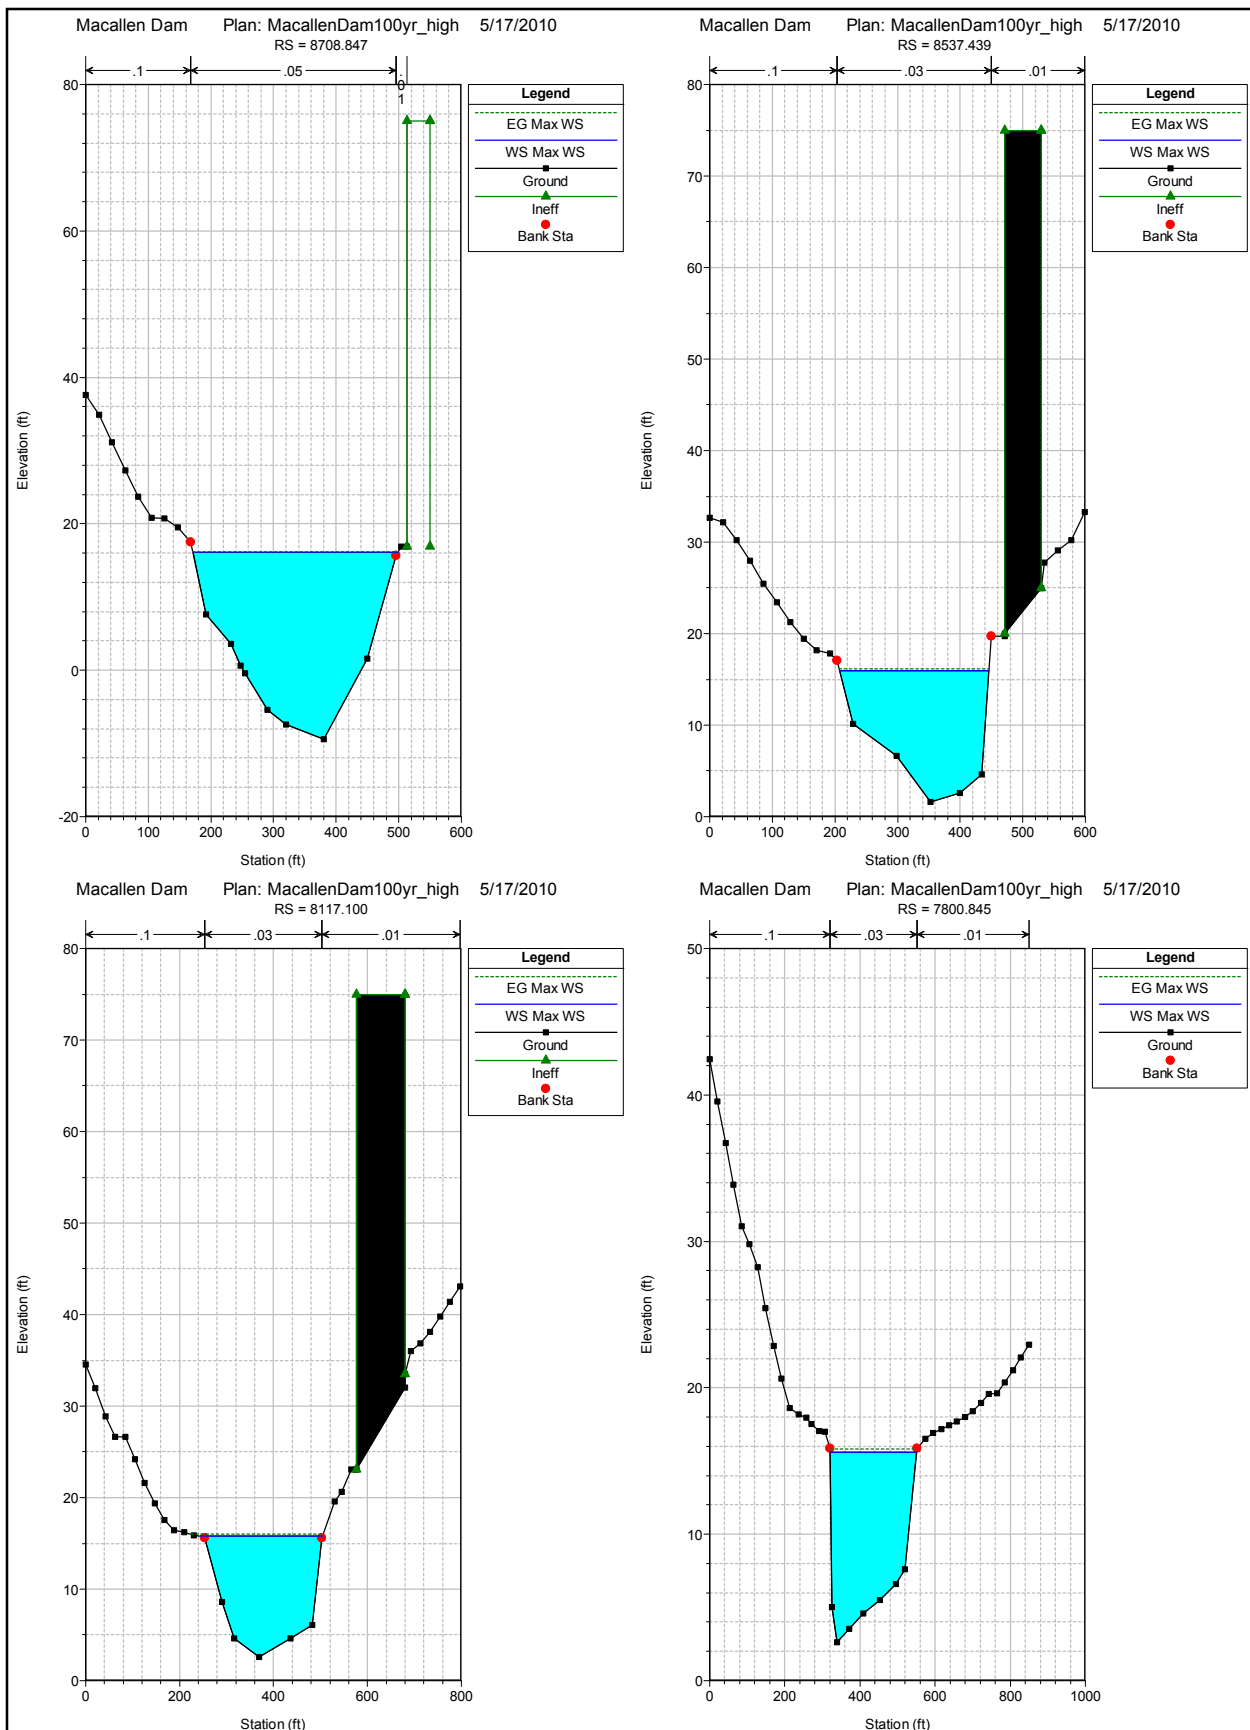 Macallen Dam Plan: MacallenDam100yr_high 5/17/2010
RS = 8708.847
.1 .05 .01
Legend
EG Max WS
WS Max WS
Ground
Ineff
Bank Sta
80
60
40
20
0
-20
Elevation (ft)
0 100 200 300 400 500 600
Station (ft)
Macallen Dam Plan: MacallenDam100yr_high 5/17/2010
RS = 8537.439
.1 .03 .01
Legend
EG Max WS
WS Max WS
Ground
Ineff
Bank Sta
80
70
60
50
40
30
20
10
0
Elevation (ft)
0 100 200 300 400 500 600
Station (ft)
Macallen Dam Plan: MacallenDam100yr_high 5/17/2010
RS = 8117.100
.1 .03 .01
Legend
EG Max WS
WS Max WS
Ground
Ineff
Bank Sta
80
70
60
50
40
30
20
10
0
Elevation (ft)
0 200 400 600 800
Station (ft)
Macallen Dam Plan: MacallenDam100yr_high 5/17/2010
RS = 7800.845
.1 .03 .01
Legend
EG Max WS
WS Max WS
Ground
Bank Sta
50
40
30
20
10
0
Elevation (ft)
0 200 400 600 800 1000
Station (ft)